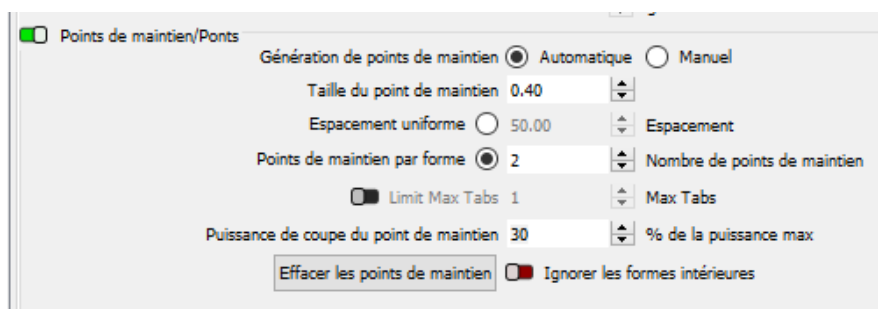 Points de maintien/Ponts
Génération de points de maintien Automatique Manuel
Taille du point de maintien 0.40
Espacement uniforme 50.00 Espacement
Points de maintien par forme 2 Nombre de points de maintien
Limit Max Tabs 1 Max Tabs
Puissance de coupe du point de maintien 30 % de la puissance max
Effacer les points de maintien Ignorer les formes intérieures